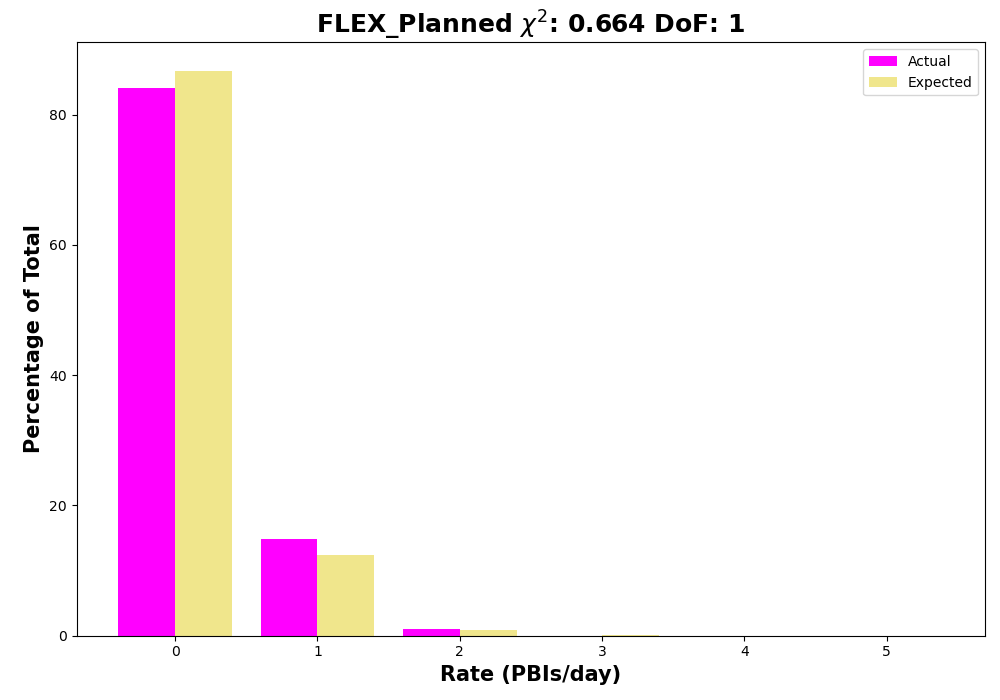 FLEX_Planned χ²: 0.664 DoF: 1
Actual
Expected
Percentage of Total
80
60
40
20
0
0 1 2 3 4 5
Rate (PBIs/day)